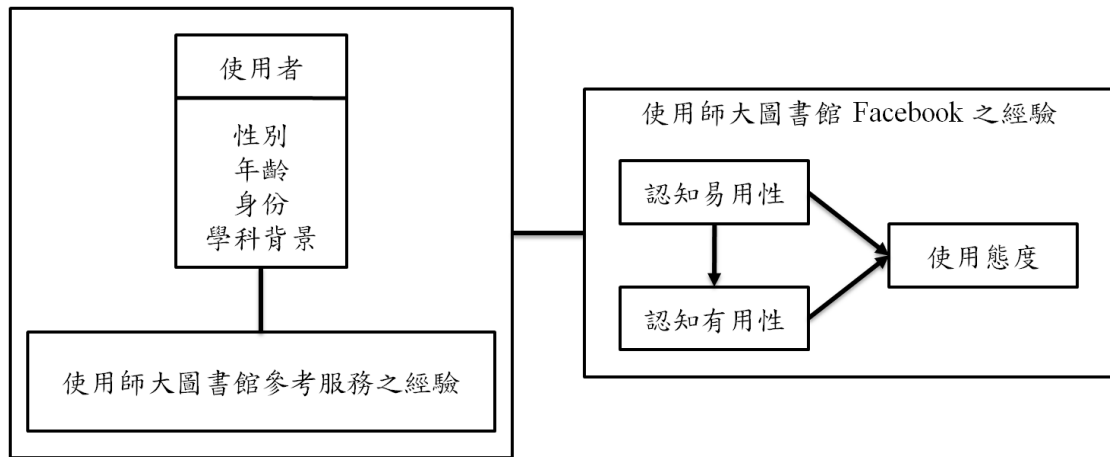 使用者
性別
年齡
身份
學科背景
使用師大圖書館參考服務之經驗
使用師大圖書館 Facebook 之經驗
認知易用性
認知有用性
使用態度